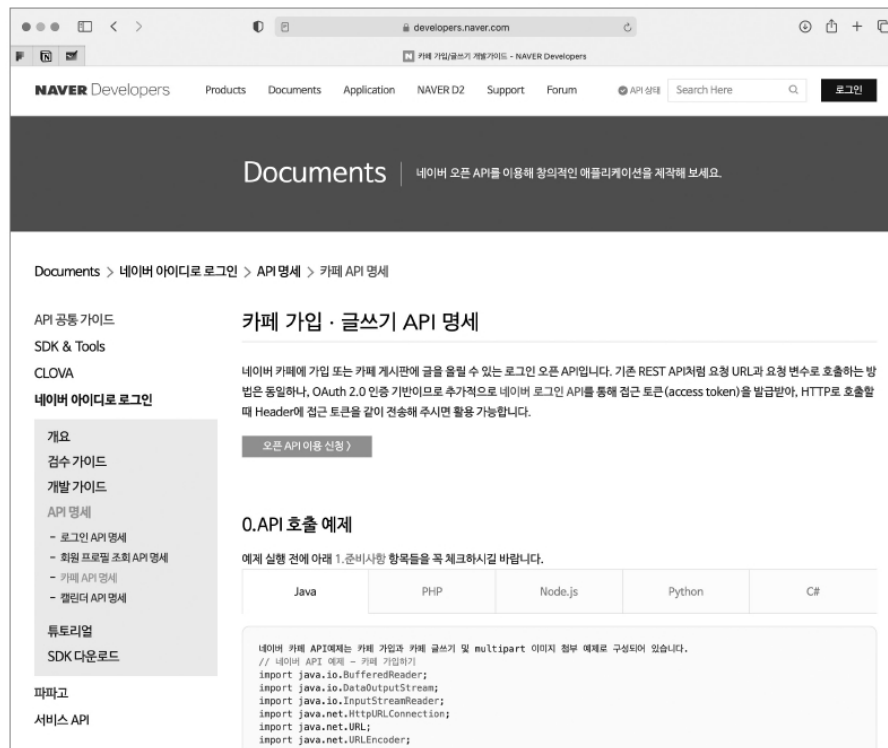 developers.naver.com
카페 가입/글쓰기 개발가이드 - NAVER Developers
NAVER Developers Products Documents Application NAVER D2 Support Forum API 상태 Search Here 로그인
Documents 네이버 오픈 API를 이용해 창의적인 애플리케이션을 제작해 보세요.
Documents > 네이버 아이디로 로그인 > API 명세 > 카페 API 명세
API 공통 가이드
SDK & Tools
CLOVA
네이버 아이디로 로그인
개요
검수 가이드
개발 가이드
API 명세
- 로그인 API 명세
- 회원 프로필 조회 API 명세
- 카페 API 명세
- 캘린더 API 명세
튜토리얼
SDK 다운로드
파파고
서비스 API
카페 가입 · 글쓰기 API 명세
네이버 카페에 가입 또는 카페 게시판에 글을 올릴 수 있는 로그인 오픈 API입니다. 기존 REST API처럼 요청 URL과 요청 변수로 호출하는 방
법은 동일하나, OAuth 2.0 인증 기반이므로 추가적으로 네이버 로그인 API를 통해 접근 토큰(access token)을 발급받아, HTTP로 호출할
때 Header에 접근 토큰을 같이 전송해 주시면 활용 가능합니다.
오픈 API 이용 신청 >
0.API 호출 예제
예제 실행 전에 아래 1.준비사항 항목들을 꼭 체크하시길 바랍니다.
Java PHP Node.js Python C#
네이버 카페 API예제는 카페 가입과 카페 글쓰기 및 multipart 이미지 첨부 예제로 구성되어 있습니다.
// 네이버 API 예제 - 카페 가입하기
import java.io.BufferedReader;
import java.io.DataOutputStream;
import java.io.InputStreamReader;
import java.net.HttpURLConnection;
import java.net.URL;
import java.net.URLEncoder;